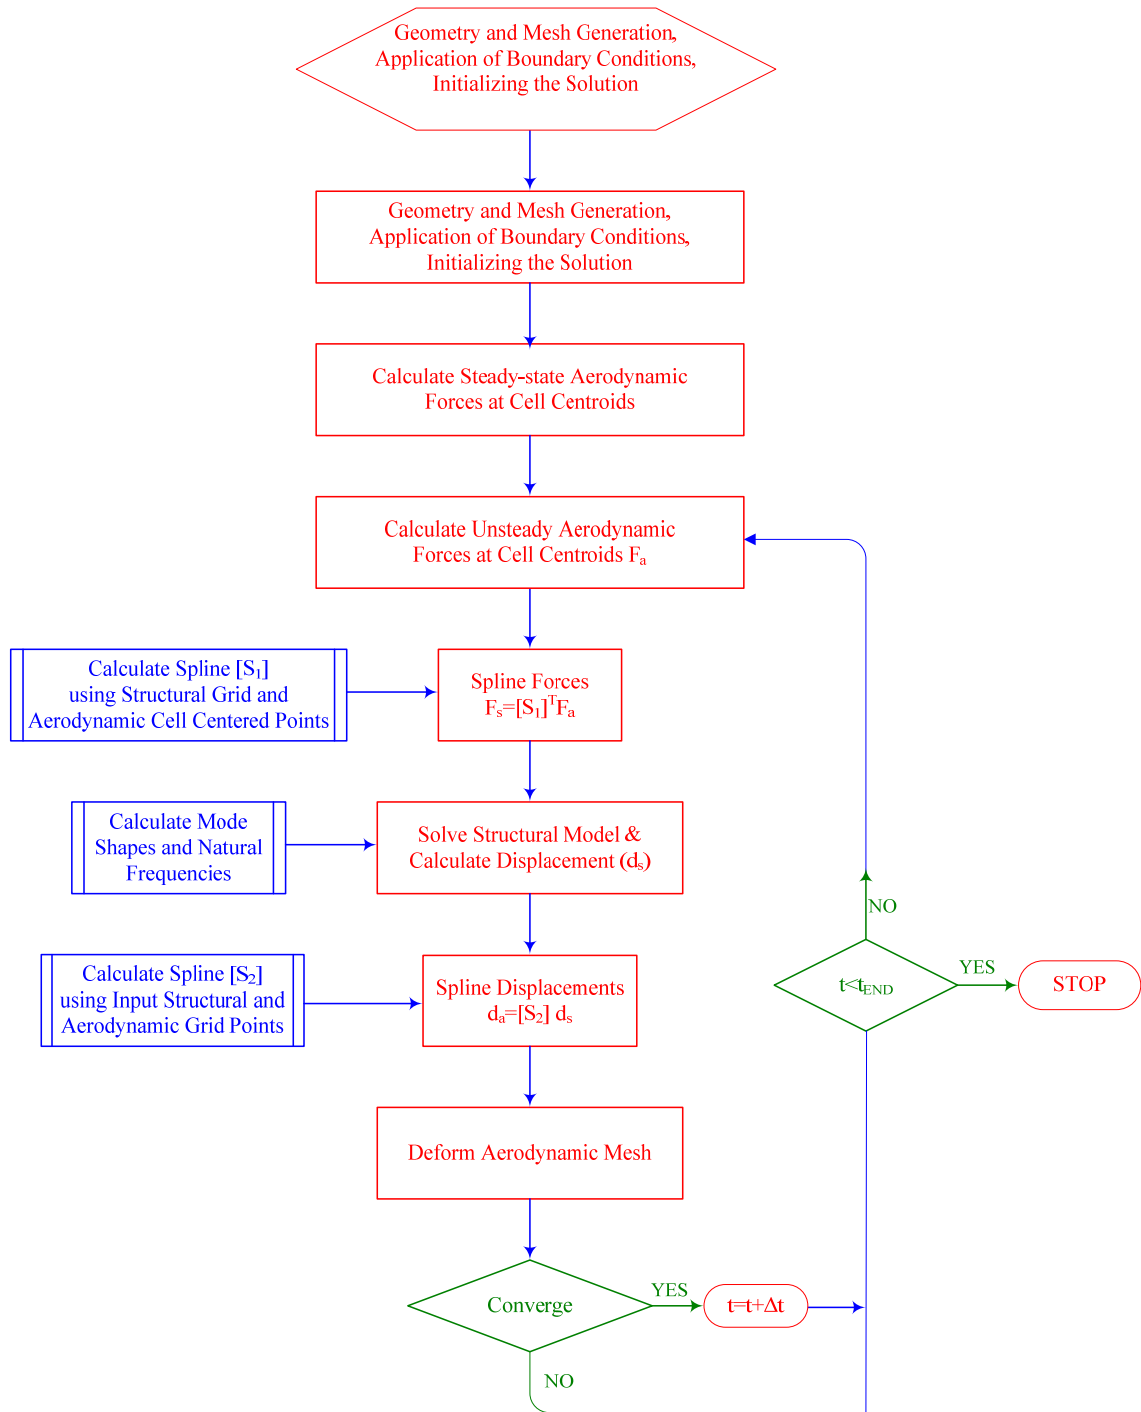 Geometry and Mesh Generation,
Application of Boundary Conditions,
Initializing the Solution
Geometry and Mesh Generation,
Application of Boundary Conditions,
Initializing the Solution
Calculate Steady-state Aerodynamic
Forces at Cell Centroids
Calculate Unsteady Aerodynamic
Forces at Cell Centroids Fₐ
Calculate Spline [S₁]
using Structural Grid and
Aerodynamic Cell Centered Points
Spline Forces
Fₛ=[S₁]ᵀFₐ
Calculate Mode
Shapes and Natural
Frequencies
Solve Structural Model &
Calculate Displacement (dₛ)
NO
Calculate Spline [S₂]
using Input Structural and
Aerodynamic Grid Points
Spline Displacements
dₐ=[S₂] dₛ
t<t_END
YES
STOP
Deform Aerodynamic Mesh
Converge
YES
t=t+Δt
NO